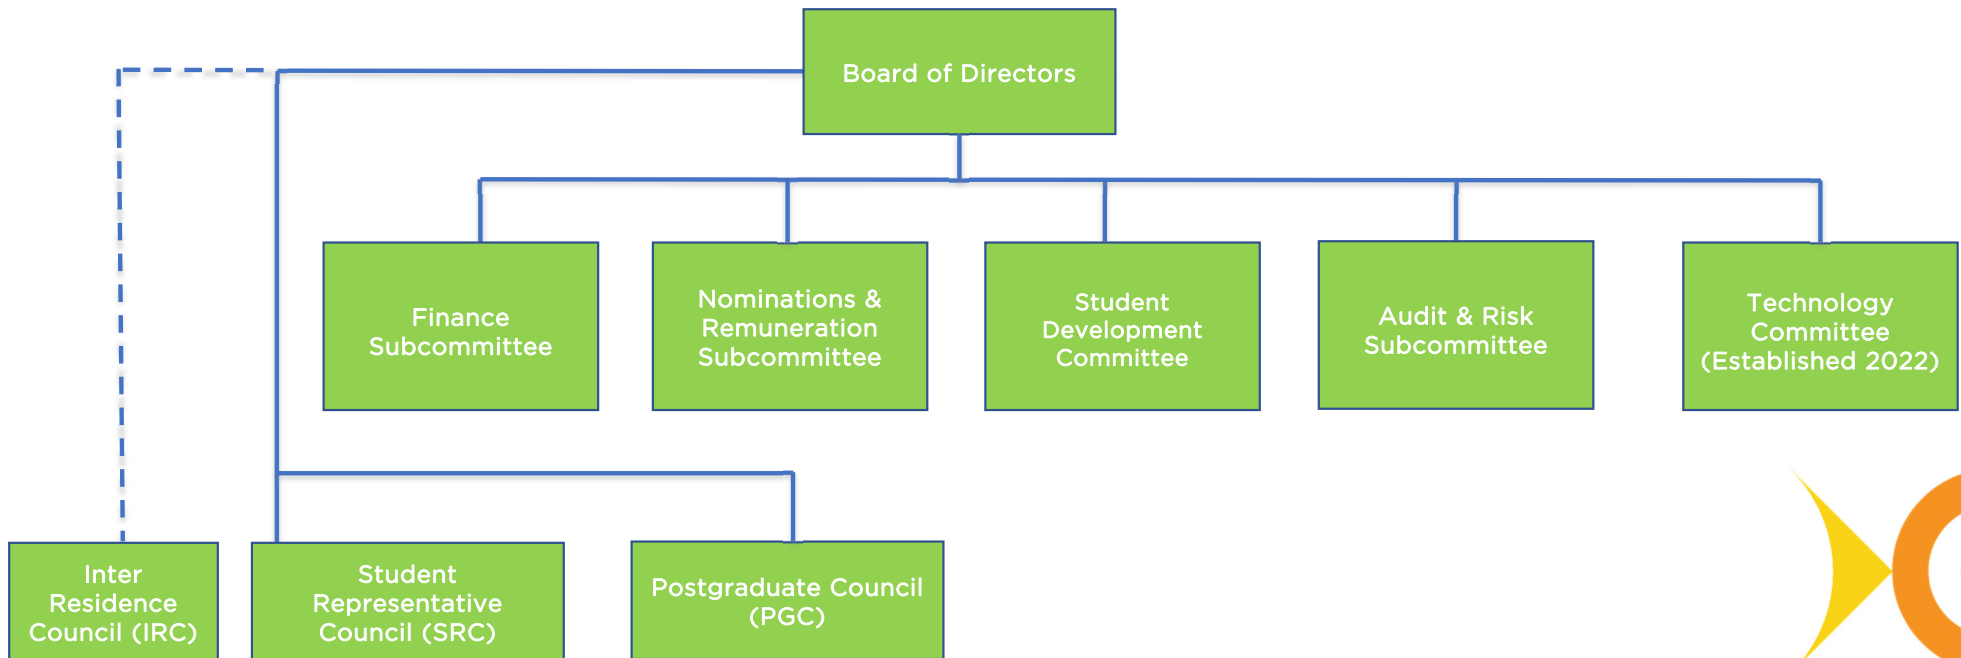 Board of Directors
Finance
Subcommittee
Nominations &
Remuneration
Subcommittee
Student
Development
Committee
Audit & Risk
Subcommittee
Technology
Committee
(Established 2022)
Inter
Residence
Council (IRC)
Student
Representative
Council (SRC)
Postgraduate Council
(PGC)